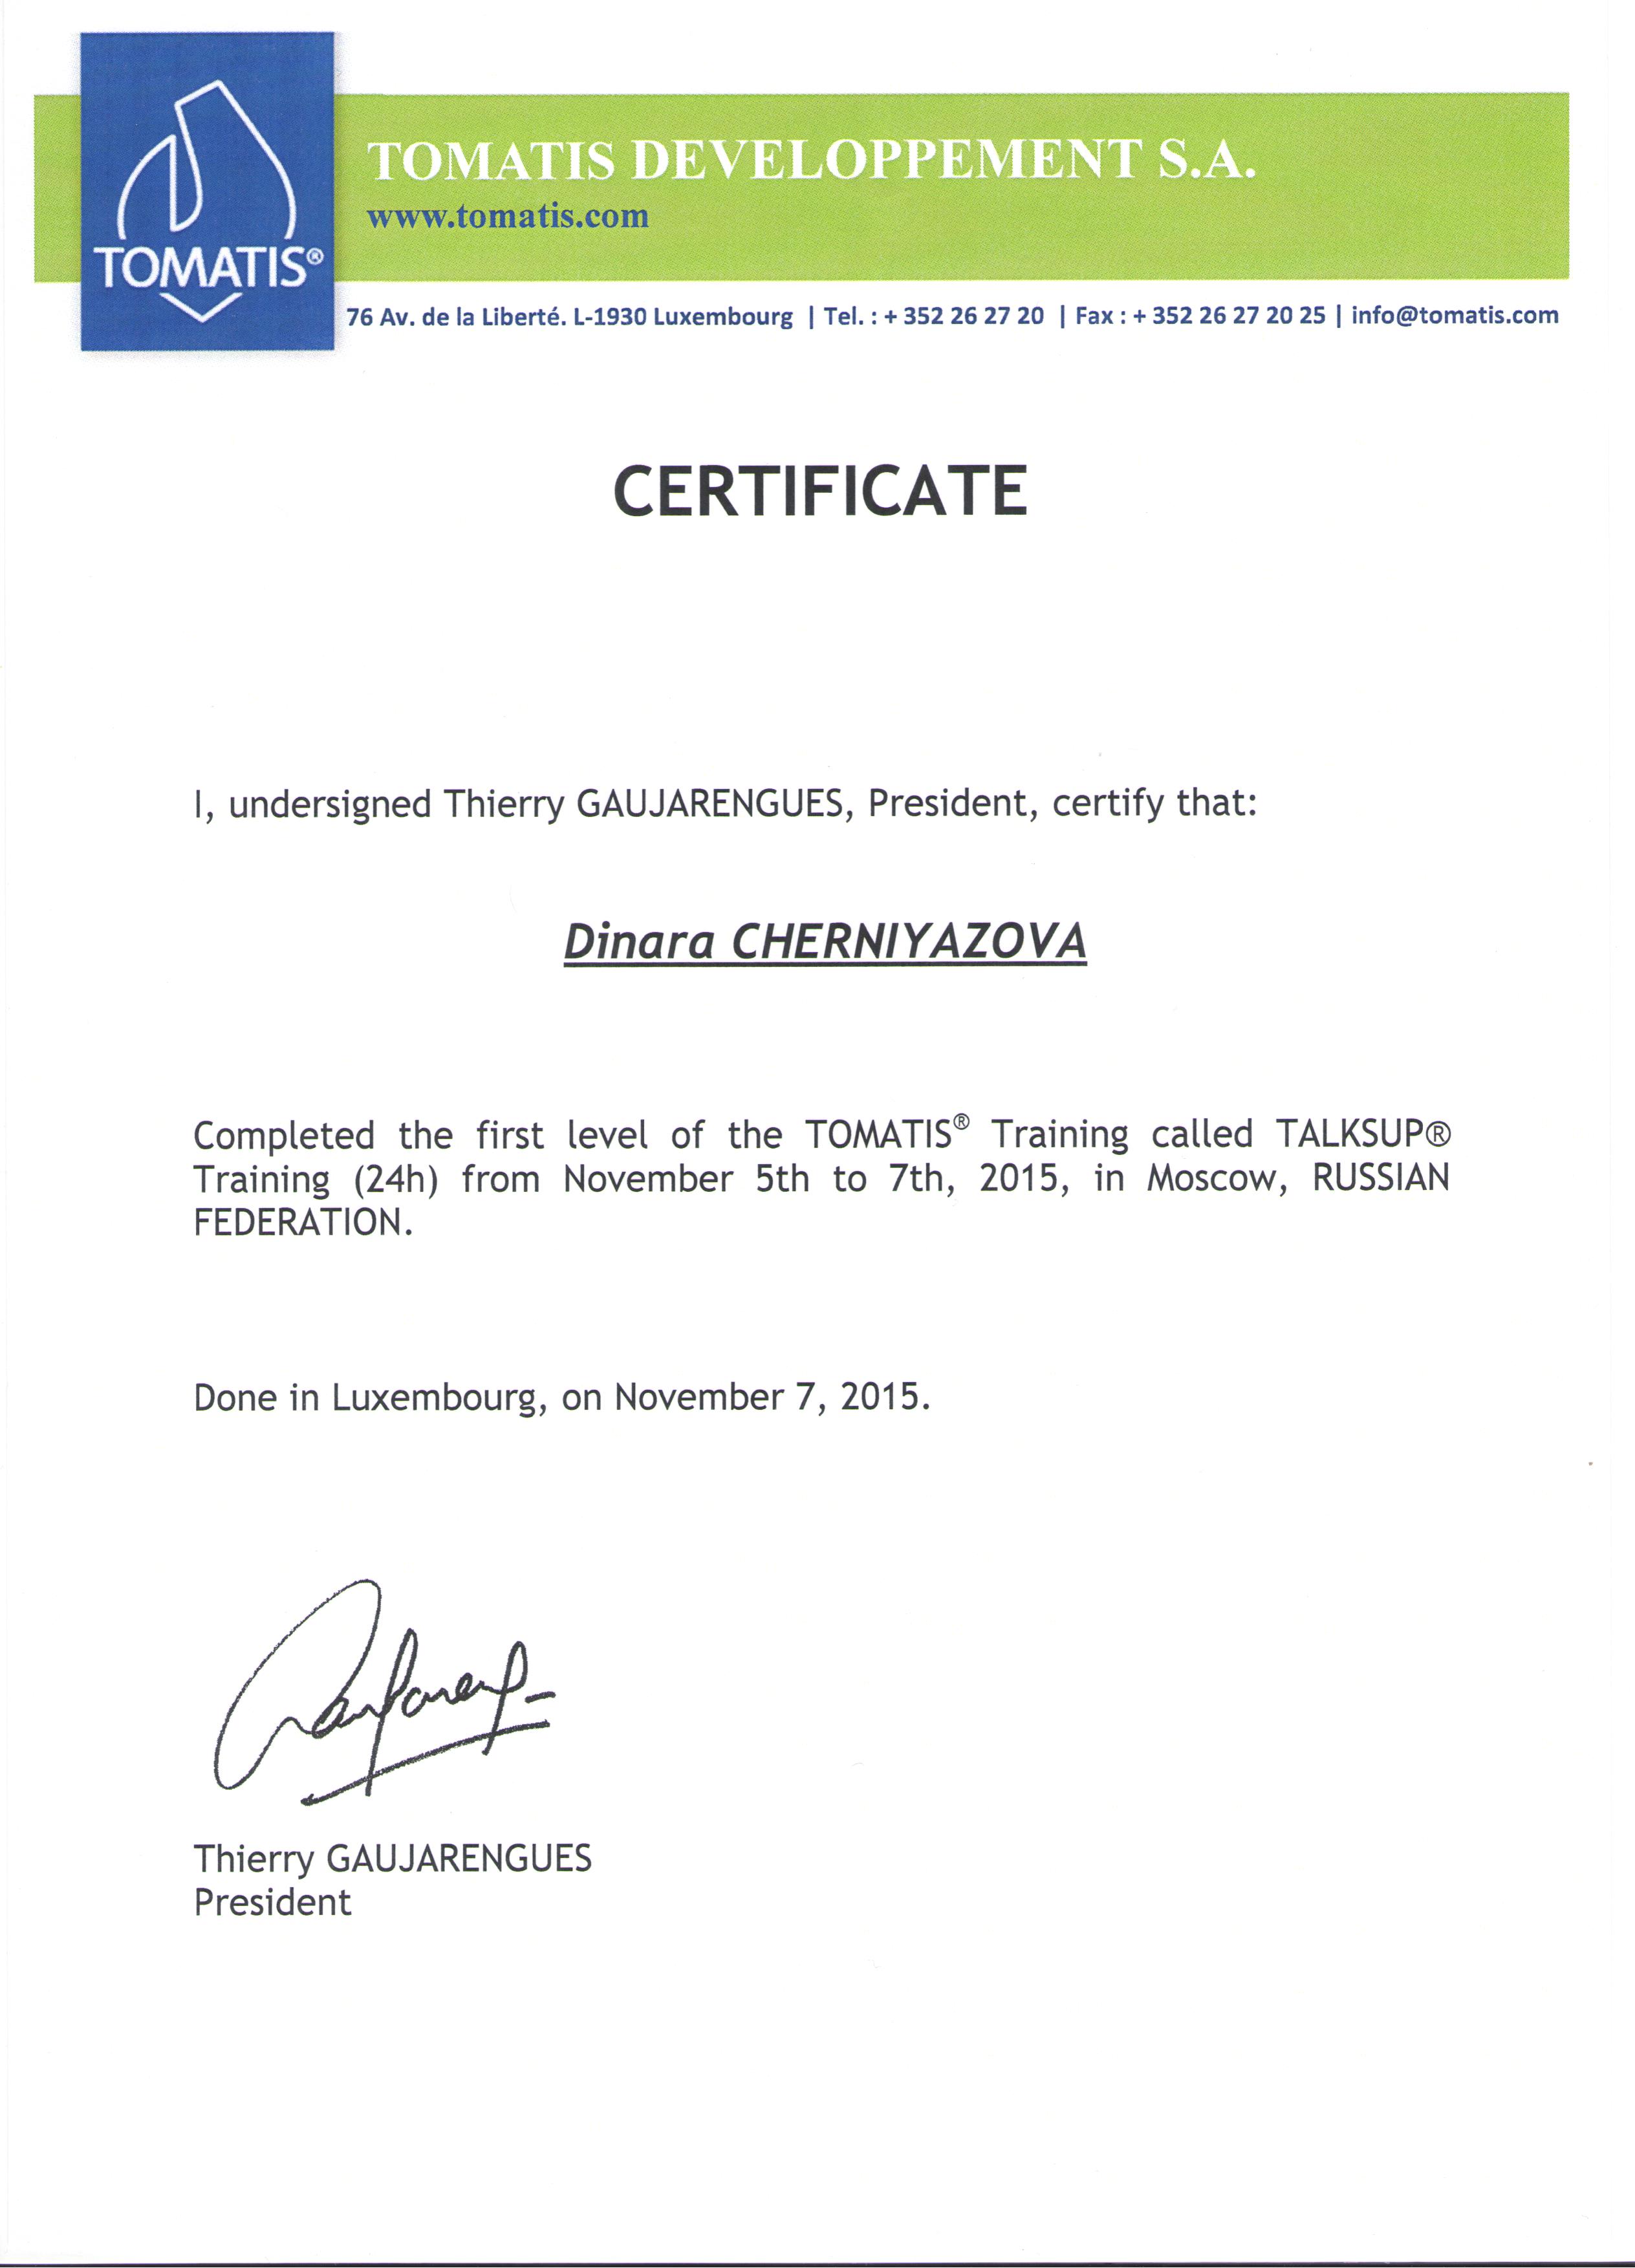 TOMATIS DEVELOPPEMENT S.A.
www.tomatis.com
TOMATIS®
76 Av. de la Liberté. L-1930 Luxembourg | Tel. : + 352 26 27 20 | Fax : + 352 26 27 20 25 | info@tomatis.com
CERTIFICATE
I, undersigned Thierry GAUJARENGUES, President, certify that:
Dinara CHERNIYAZOVA
Completed the first level of the TOMATIS® Training called TALKSUP®
Training (24h) from November 5th to 7th, 2015, in Moscow, RUSSIAN
FEDERATION.
Done in Luxembourg, on November 7, 2015.
Thierry GAUJARENGUES
President